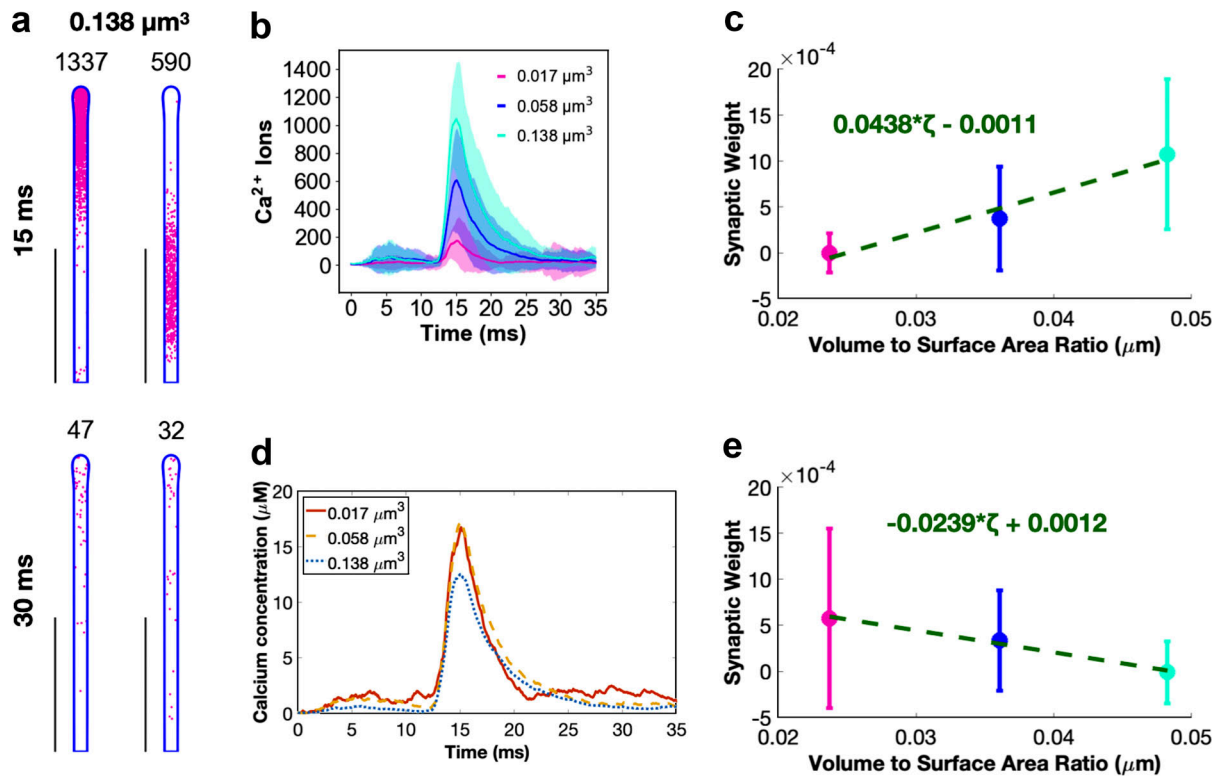 a
0.138 μm³
1337 590
15 ms
47 32
30 ms
b
Ca²⁺ Ions
1400
1200
1000
800
600
400
200
0
0.017 μm³
0.058 μm³
0.138 μm³
0 5 10 15 20 25 30 35
Time (ms)
c
×10⁻⁴
Synaptic Weight
20
15
10
5
0
-5
0.0438*ζ - 0.0011
0.02 0.03 0.04 0.05
Volume to Surface Area Ratio (μm)
d
Calcium concentration (μM)
20
15
10
5
0
0.017 μm³
0.058 μm³
0.138 μm³
0 5 10 15 20 25 30 35
Time (ms)
e
×10⁻⁴
Synaptic Weight
20
15
10
5
0
-5
-0.0239*ζ + 0.0012
0.02 0.03 0.04 0.05
Volume to Surface Area Ratio (μm)